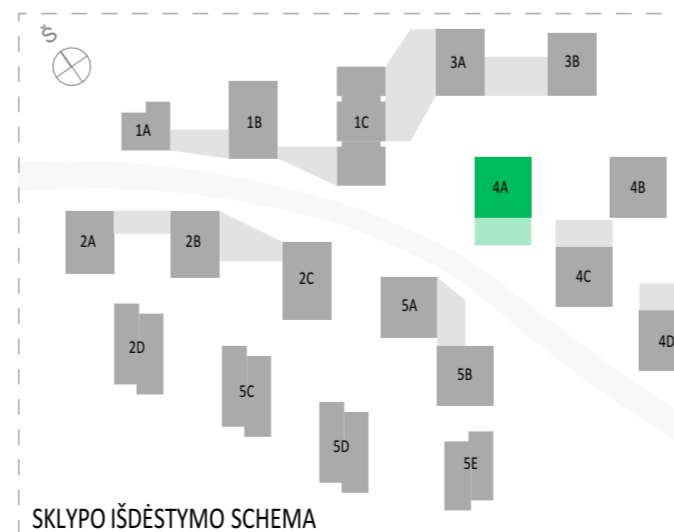 Š
3A
3B
1A
1B
1C
4A
4B
2A
2B
2C
4C
5A
4D
2D
5B
5C
5D
5E
SKLYPO IŠDĖSTYMO SCHEMA